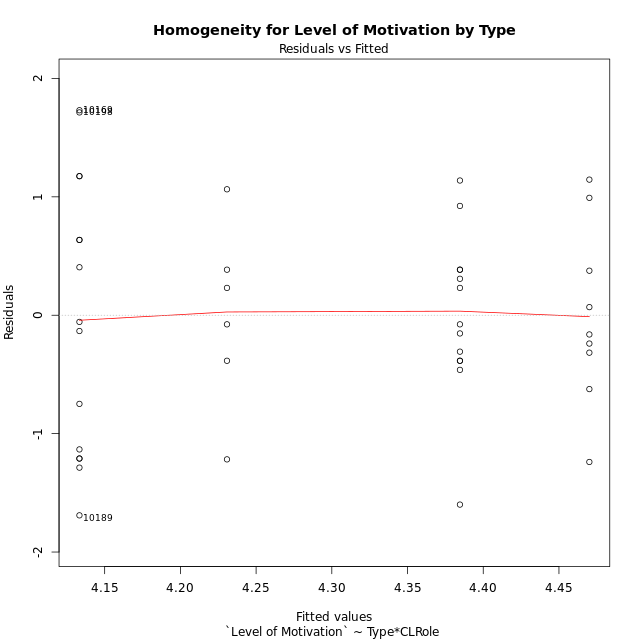 Homogeneity for Level of Motivation by Type
Residuals vs Fitted
2
1
0
-1
-2
Residuals
10169
10198
10189
4.15 4.20 4.25 4.30 4.35 4.40 4.45
Fitted values
`Level of Motivation` ~ Type*CLRole